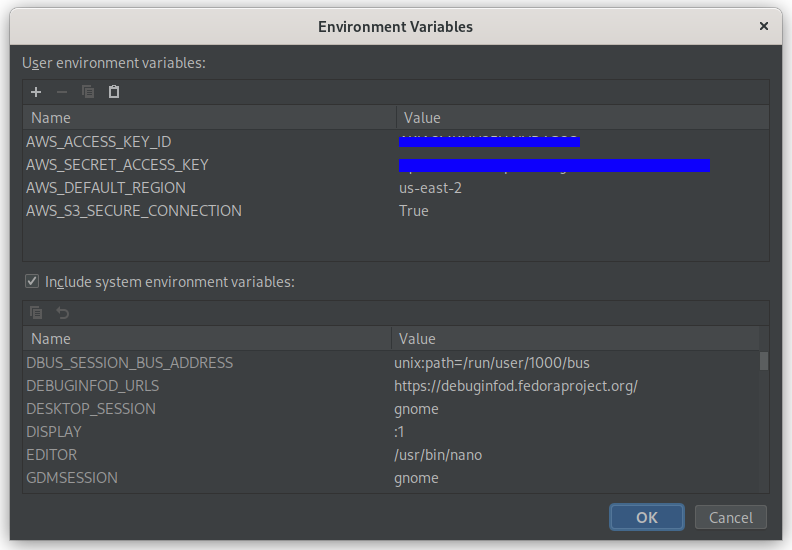 Environment Variables
User environment variables:
Name Value
AWS_ACCESS_KEY_ID
AWS_SECRET_ACCESS_KEY
AWS_DEFAULT_REGION us-east-2
AWS_S3_SECURE_CONNECTION True
Include system environment variables:
Name Value
DBUS_SESSION_BUS_ADDRESS unix:path=/run/user/1000/bus
DEBUGINFOD_URLS https://debuginfod.fedoraproject.org/
DESKTOP_SESSION gnome
DISPLAY :1
EDITOR /usr/bin/nano
GDMSESSION gnome
OK Cancel